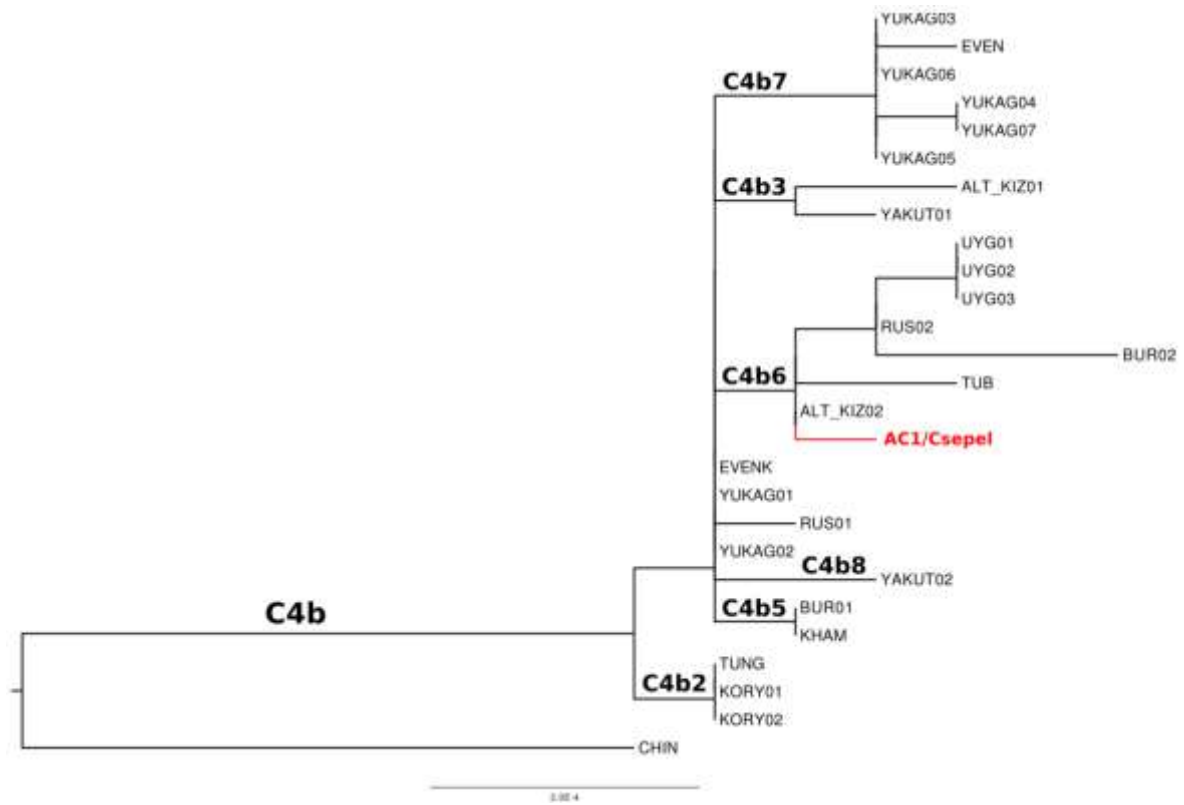 YUKAG03
EVEN
YUKAG06
C4b7
YUKAG04
YUKAG07
YUKAG05
C4b3
ALT_KIZ01
YAKUT01
UYG01
UYG02
UYG03
RUS02
BUR02
C4b6
TUB
ALT_KIZ02
AC1/Csepel
EVENK
YUKAG01
RUS01
YUKAG02
C4b8
YAKUT02
C4b5
BUR01
KHAM
C4b
TUNG
C4b2
KORY01
KORY02
CHIN